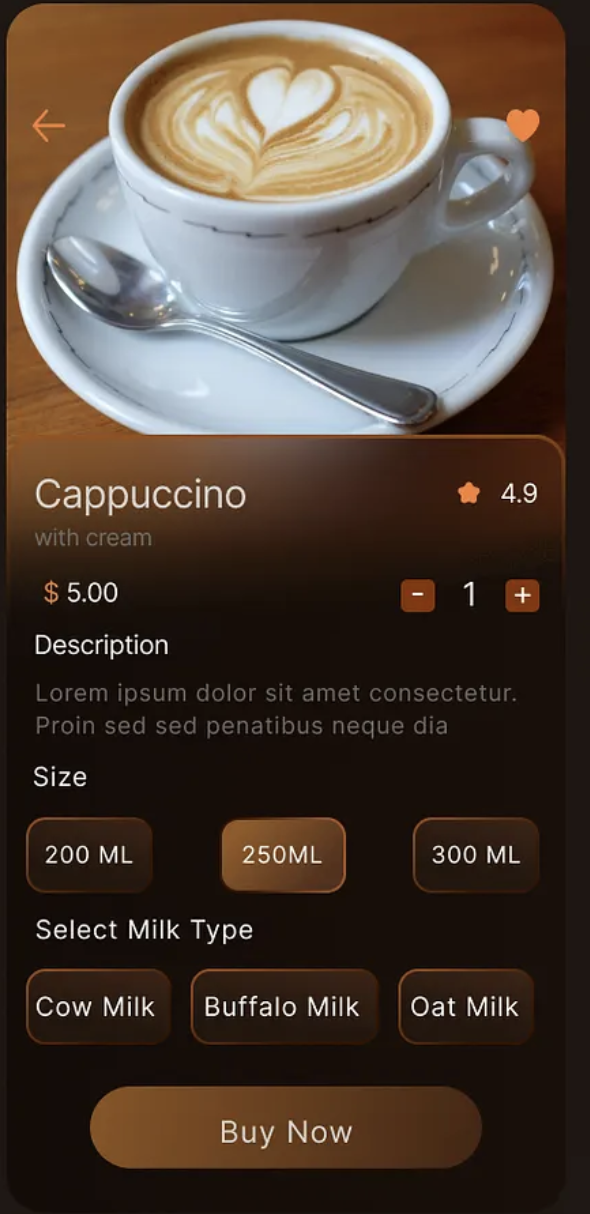 Cappuccino 4.9
with cream
$ 5.00 - 1 +
Description
Lorem ipsum dolor sit amet consectetur.
Proin sed sed penatibus neque dia
Size
200 ML 250ML 300 ML
Select Milk Type
Cow Milk Buffalo Milk Oat Milk
Buy Now